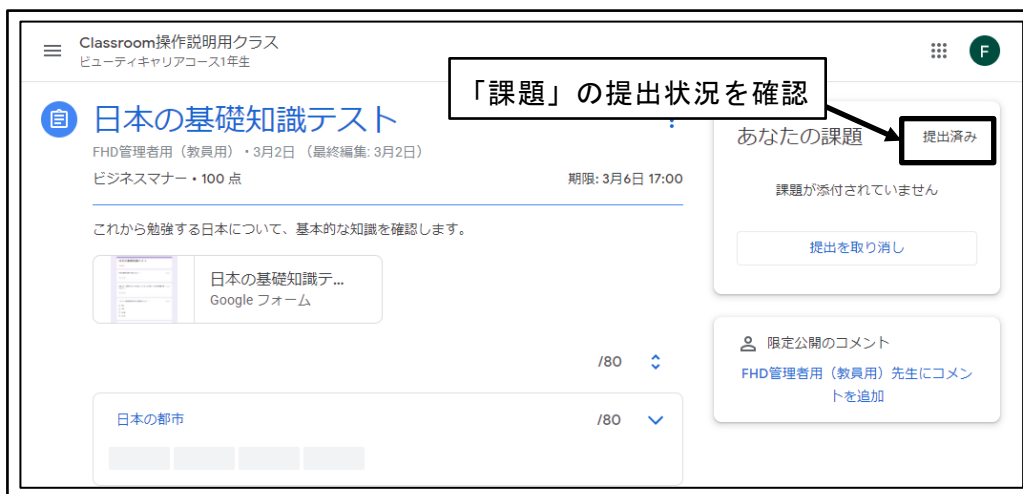 Classroom操作説明用クラス
ビューティキャリアコース1年生
F
「課題」の提出状況を確認
日本の基礎知識テスト
FHD管理者用（教員用）・3月2日 （最終編集: 3月2日）
ビジネスマナー・100 点
期限: 3月6日 17:00
これから勉強する日本について、基本的な知識を確認します。
日本の基礎知識テ...
Google フォーム
/80
日本の都市
/80
あなたの課題
提出済み
課題が添付されていません
提出を取り消し
限定公開のコメント
FHD管理者用（教員用）先生にコメン
トを追加